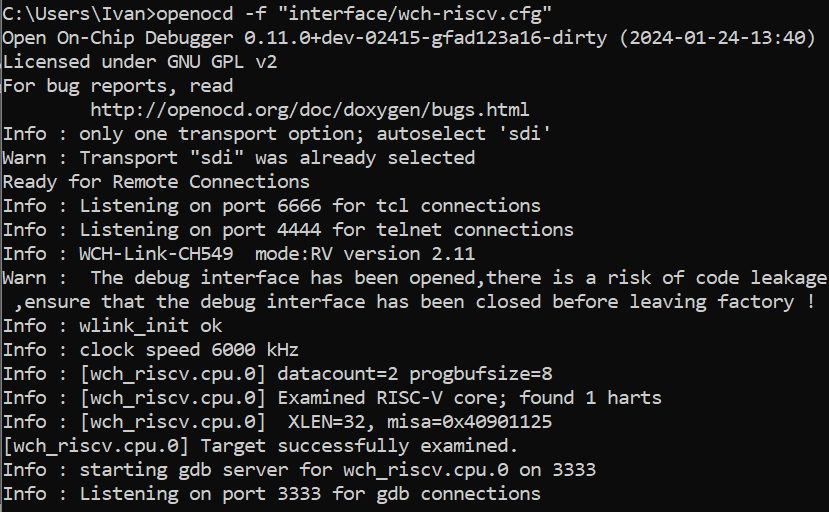 C:\Users\Ivan>openocd -f "interface/wch-riscv.cfg"
Open On-Chip Debugger 0.11.0+dev-02415-gfad123a16-dirty (2024-01-24-13:40)
Licensed under GNU GPL v2
For bug reports, read
        http://openocd.org/doc/doxygen/bugs.html
Info : only one transport option; autoselect 'sdi'
Warn : Transport "sdi" was already selected
Ready for Remote Connections
Info : Listening on port 6666 for tcl connections
Info : Listening on port 4444 for telnet connections
Info : WCH-Link-CH549  mode:RV version 2.11
Warn :  The debug interface has been opened,there is a risk of code leakage
 ,ensure that the debug interface has been closed before leaving factory !
Info : wlink_init ok
Info : clock speed 6000 kHz
Info : [wch_riscv.cpu.0] datacount=2 progbufsize=8
Info : [wch_riscv.cpu.0] Examined RISC-V core; found 1 harts
Info : [wch_riscv.cpu.0]  XLEN=32, misa=0x40901125
[wch_riscv.cpu.0] Target successfully examined.
Info : starting gdb server for wch_riscv.cpu.0 on 3333
Info : Listening on port 3333 for gdb connections